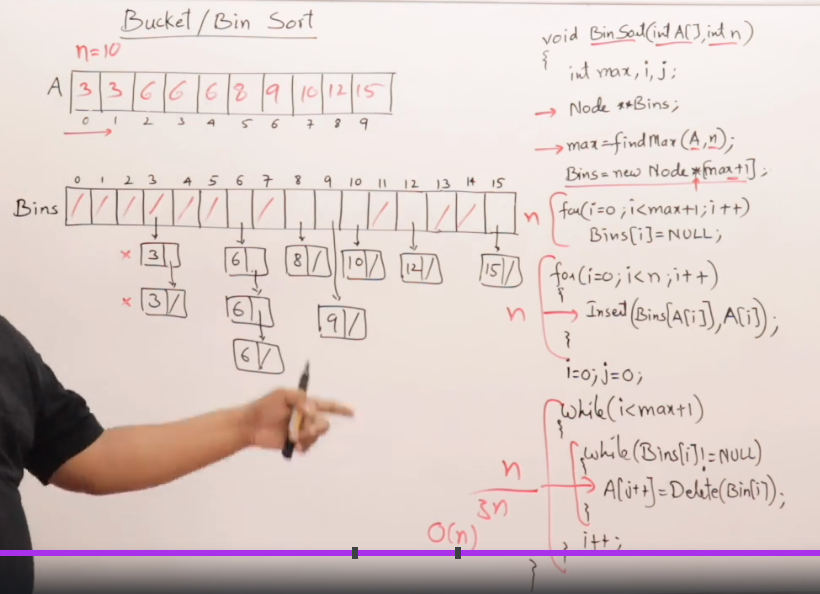 Bucket/Bin Sort
n=10
A 3 3 6 6 6 8 9 10 12 15
0 1 2 3 4 5 6 7 8 9
0 1 2 3 4 5 6 7 8 9 10 11 12 13 14 15
Bins / / / / / / / / / /
x 3 6 8 / 10 / 12 / 15 /
x 3 / 6 9 /
6 /
void BinSort(int A[], int n)
{
int max, i, j;
→ Node **Bins;
→ max=findMax(A,n);
Bins=new Node *[max+1];
n for(i=0;i<max+1;i++)
Bins[i]=NULL;
for(i=0;i<n;i++)
{
n → Insert(Bins[A[i]],A[i]);
}
i=0;j=0;
while(i<max+1)
{
{while(Bins[i]!=NULL)
n → A[j++]=Delete(Bin[i]);
3n
}
O(n)
i++;
}
}